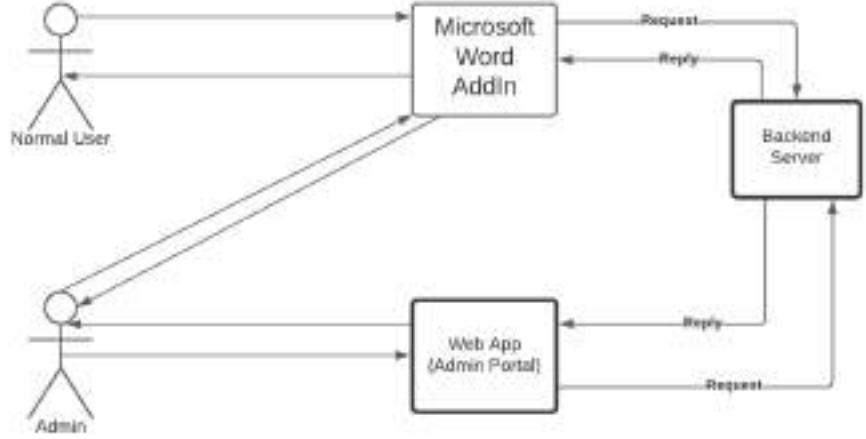 Microsoft
Word
AddIn
Request
Reply
Normal User
Backend
Server
Reply
Web App
(Admin Portal)
Request
Admin